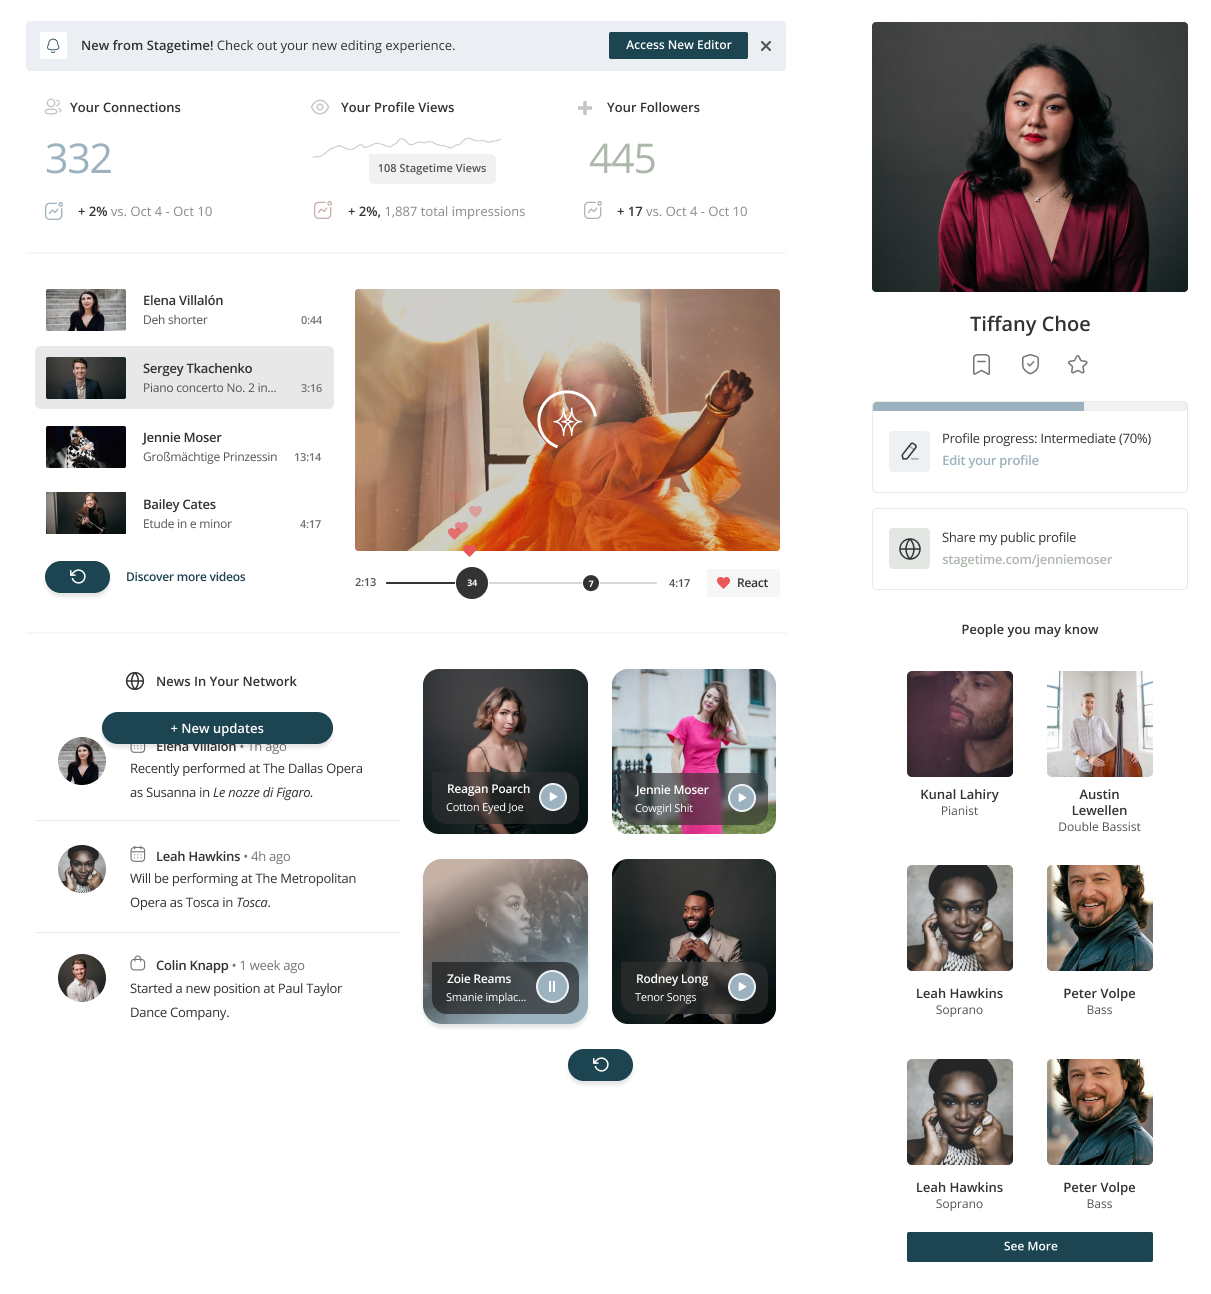 New from Stagetime! Check out your new editing experience.
Access New Editor
Your Connections
332
+ 2% vs. Oct 4 - Oct 10
Your Profile Views
108 Stagetime Views
+ 2%, 1,887 total impressions
Your Followers
445
+ 17 vs. Oct 4 - Oct 10
Elena Villalón
Deh shorter
0:44
Sergey Tkachenko
Piano concerto No. 2 in...
3:16
Jennie Moser
Großmächtige Prinzessin
13:14
Bailey Cates
Etude in e minor
4:17
Discover more videos
2:13
34
7
4:17
React
News In Your Network
+ New updates
Elena Villalón • 1h ago
Recently performed at The Dallas Opera
as Susanna in Le nozze di Figaro.
Leah Hawkins • 4h ago
Will be performing at The Metropolitan
Opera as Tosca in Tosca.
Colin Knapp • 1 week ago
Started a new position at Paul Taylor
Dance Company.
Reagan Poarch
Cotton Eyed Joe
Jennie Moser
Cowgirl Shit
Zoie Reams
Smanie implac...
Rodney Long
Tenor Songs
Tiffany Choe
Profile progress: Intermediate (70%)
Edit your profile
Share my public profile
stagetime.com/jenniemoser
People you may know
Kunal Lahiry
Pianist
Austin
Lewellen
Double Bassist
Leah Hawkins
Soprano
Peter Volpe
Bass
Leah Hawkins
Soprano
Peter Volpe
Bass
See More